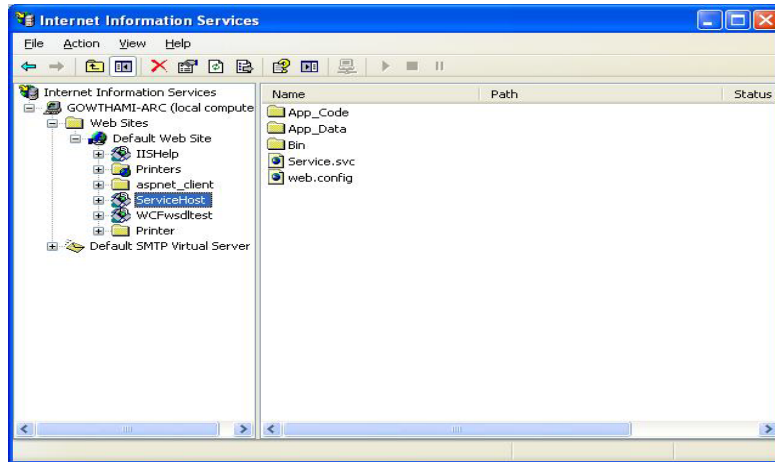 Internet Information Services
File Action View Help
Internet Information Services
GOWTHAMI-ARC (local compute
Web Sites
Default Web Site
IISHelp
Printers
aspnet_client
ServiceHost
WCFwsdltest
Printer
Default SMTP Virtual Server
Name Path Status
App_Code
App_Data
Bin
Service.svc
web.config